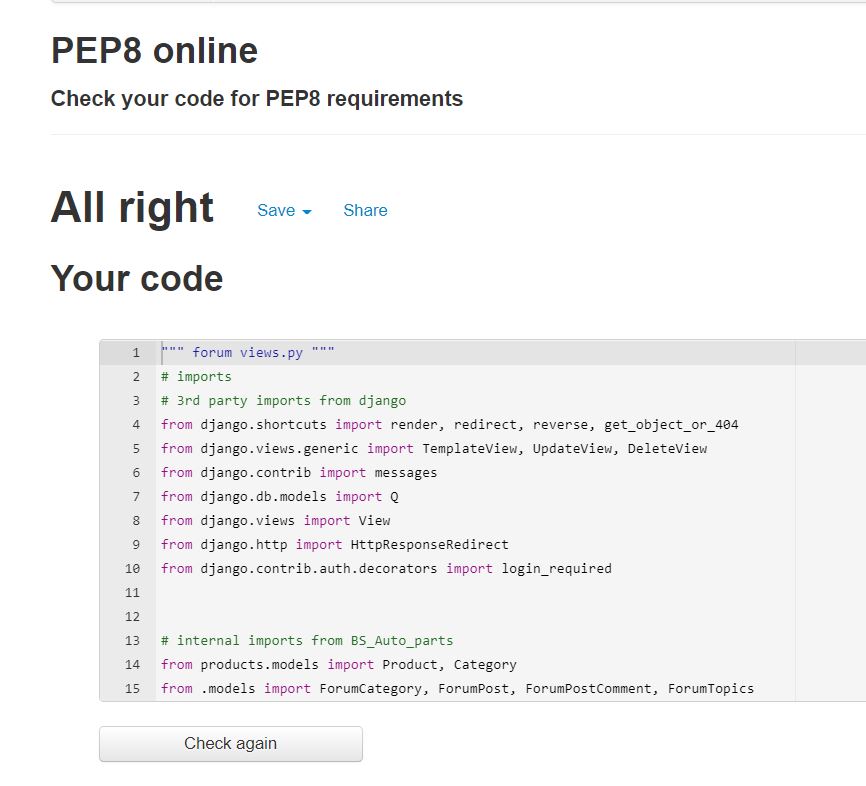 PEP8 online
Check your code for PEP8 requirements
All right Save Share
Your code
1 """ forum views.py """
2 # imports
3 # 3rd party imports from django
4 from django.shortcuts import render, redirect, reverse, get_object_or_404
5 from django.views.generic import TemplateView, UpdateView, DeleteView
6 from django.contrib import messages
7 from django.db.models import Q
8 from django.views import View
9 from django.http import HttpResponseRedirect
10 from django.contrib.auth.decorators import login_required
11
12
13 # internal imports from BS_Auto_parts
14 from products.models import Product, Category
15 from .models import ForumCategory, ForumPost, ForumPostComment, ForumTopics
Check again